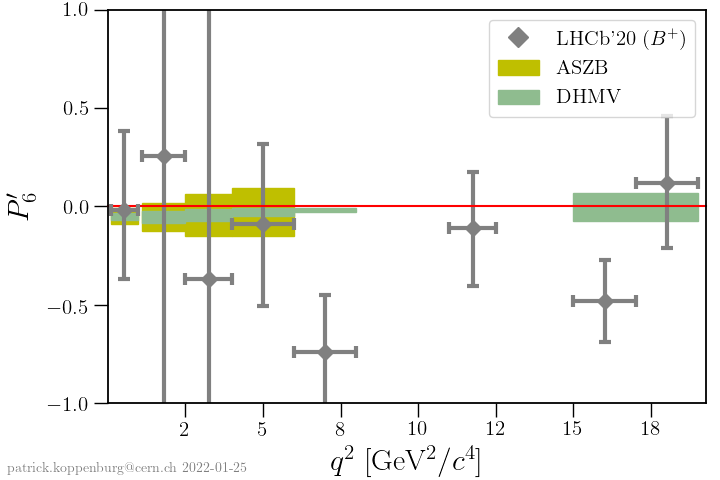 1.0
0.5
0.0
−0.5
−1.0
P′6
LHCb'20 (B+)
ASZB
DHMV
2 5 8 10 12 15 18
q2 [GeV2/c4]
patrick.koppenburg@cern.ch 2022-01-25